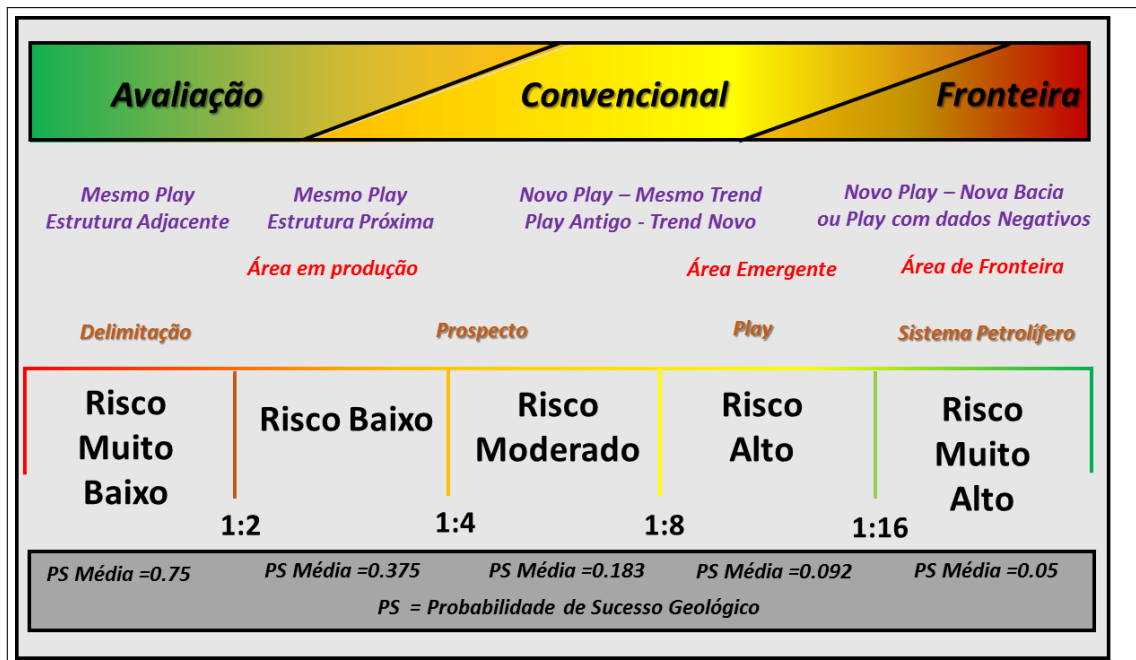 Avaliação Convencional Fronteira
Mesmo Play
Estrutura Adjacente
Mesmo Play
Estrutura Próxima
Novo Play – Mesmo Trend
Play Antigo - Trend Novo
Novo Play – Nova Bacia
ou Play com dados Negativos
Área em produção
Área Emergente
Área de Fronteira
Delimitação
Prospecto
Play
Sistema Petrolífero
Risco
Muito
Baixo
Risco Baixo
Risco
Moderado
Risco
Alto
Risco
Muito
Alto
1:2
1:4
1:8
1:16
PS Média =0.75
PS Média =0.375
PS Média =0.183
PS Média =0.092
PS Média =0.05
PS = Probabilidade de Sucesso Geológico